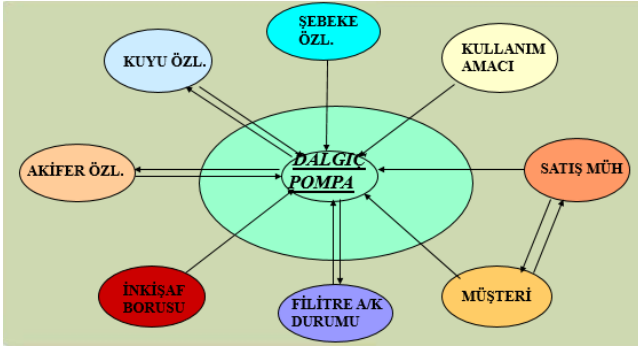 ŞEBEKE
ÖZL.
KUYU ÖZL.
KULLANIM
AMACI
DALGIÇ
POMPA
AKİFER ÖZL.
SATIŞ MÜH
İNKİŞAF
BORUSU
FİLİTRE A/K
DURUMU
MÜŞTERİ